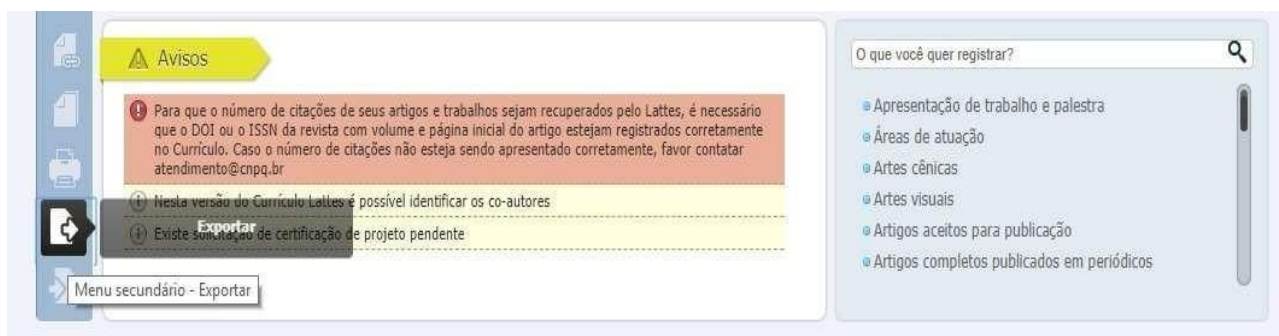 Avisos
Para que o número de citações de seus artigos e trabalhos sejam recuperados pelo Lattes, é necessário
que o DOI ou o ISSN da revista com volume e página inicial do artigo estejam registrados corretamente
no Currículo. Caso o número de citações não esteja sendo apresentado corretamente, favor contatar
atendimento@cnpq.br
Nesta versão do Currículo Lattes é possível identificar os co-autores
Existe solicitação de certificação de projeto pendente
Exportar
Menu secundário - Exportar
O que você quer registrar?
Apresentação de trabalho e palestra
Áreas de atuação
Artes cênicas
Artes visuais
Artigos aceitos para publicação
Artigos completos publicados em periódicos